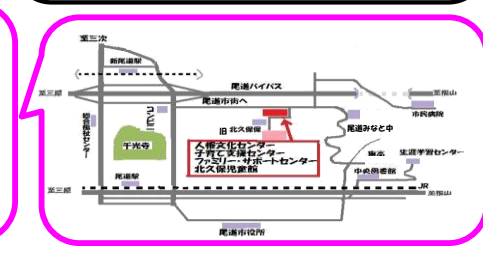 至三次
新尾道駅
至三原
尾道バイパス
至福山
尾道市街へ
市民病院
総合福祉センター
コンビニ
旧 北久保保
尾道みなと中
千光寺
人権文化センター
子育て支援センター
ファミリー・サポートセンター
北久保児童館
東高
生涯学習センター
中央図書館
尾道駅
JR
至三原
至福山
尾道市役所